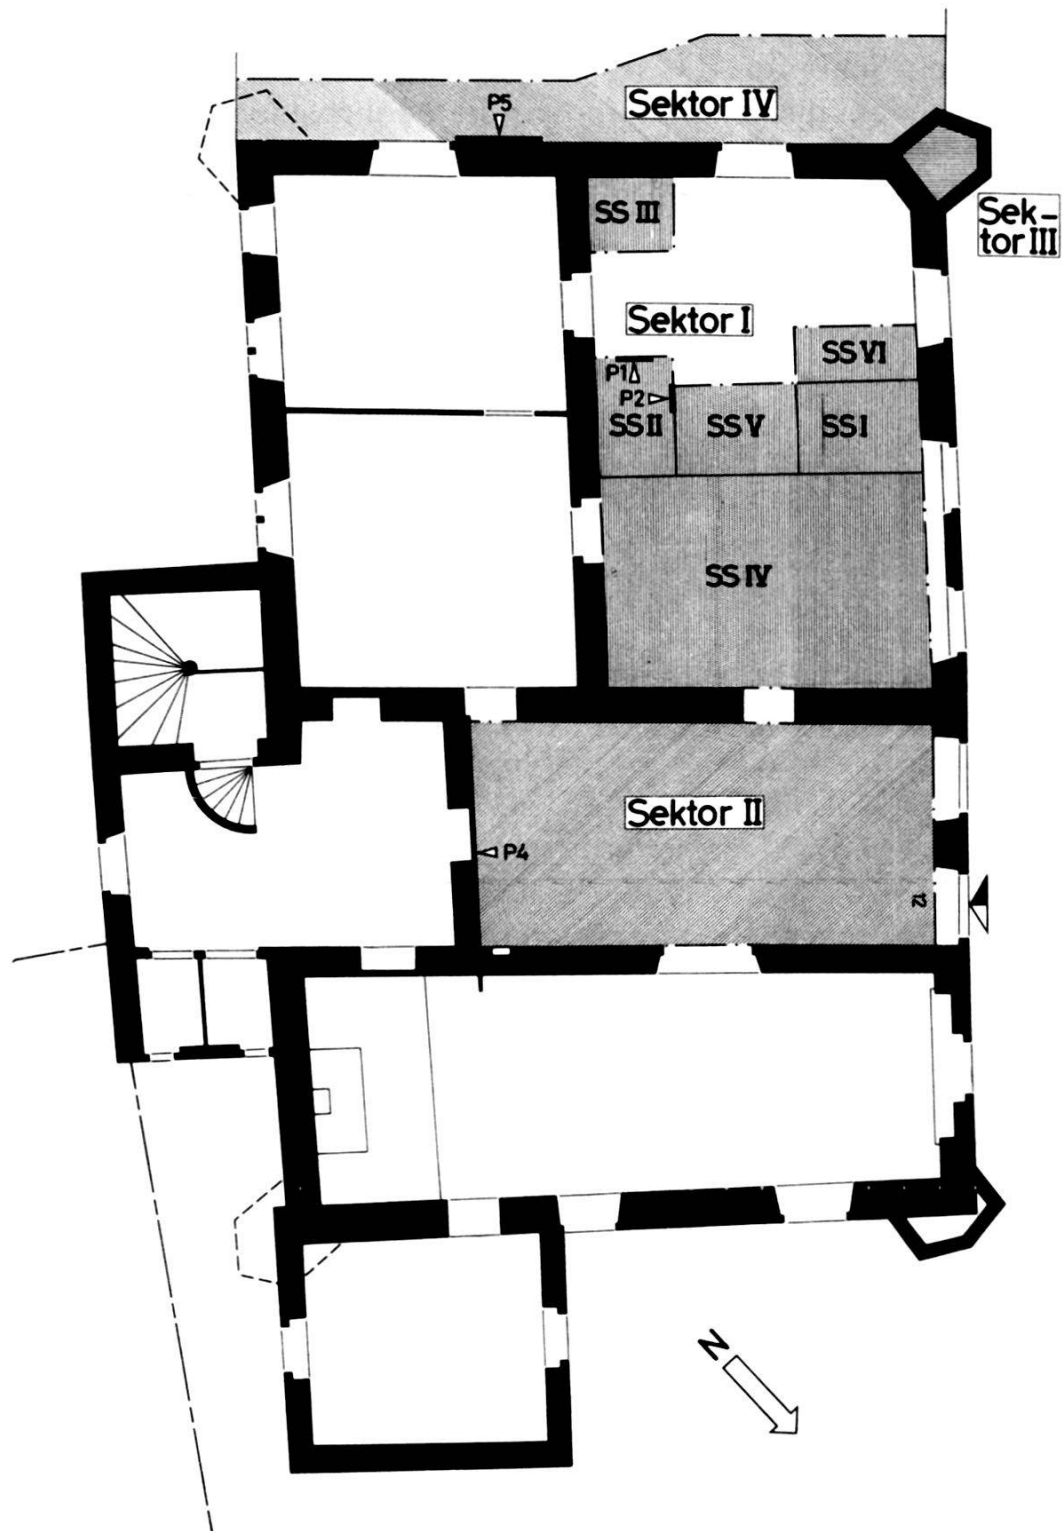 P5
Sektor IV
SS III
Sek-
tor III
Sektor I
SS VI
P1
P2
SS II
SS V
SS I
SS IV
Sektor II
P4
12
N